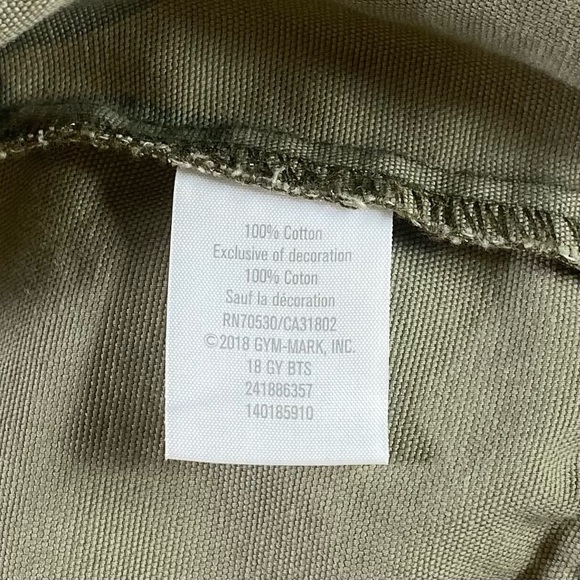 100% Cotton
Exclusive of decoration
100% Coton
Sauf la décoration
RN70530/CA31802
©2018 GYM-MARK, INC.
18 GY BTS
241886357
140185910